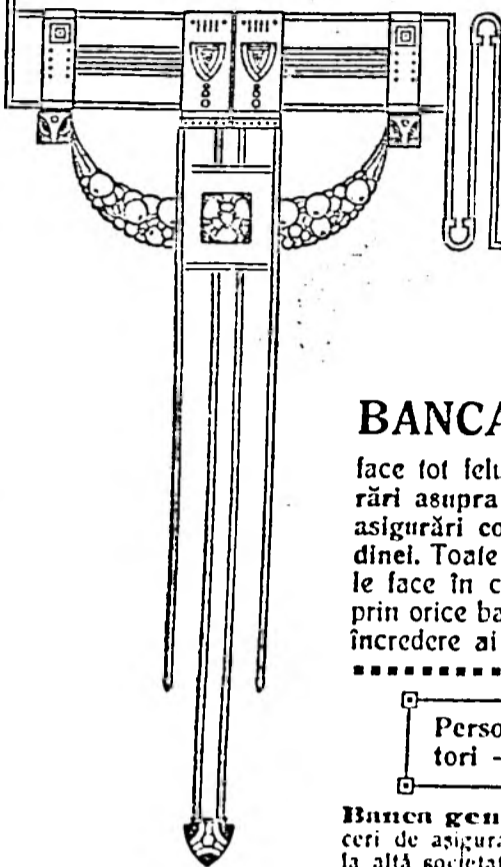 BANCA
face tot felu
rări asupra
asigurări co
dinei. Toate
le face în c
prin orice ba
încredere ai
Perso
tori -
Banca gen
ceri de asigura
la altă societat